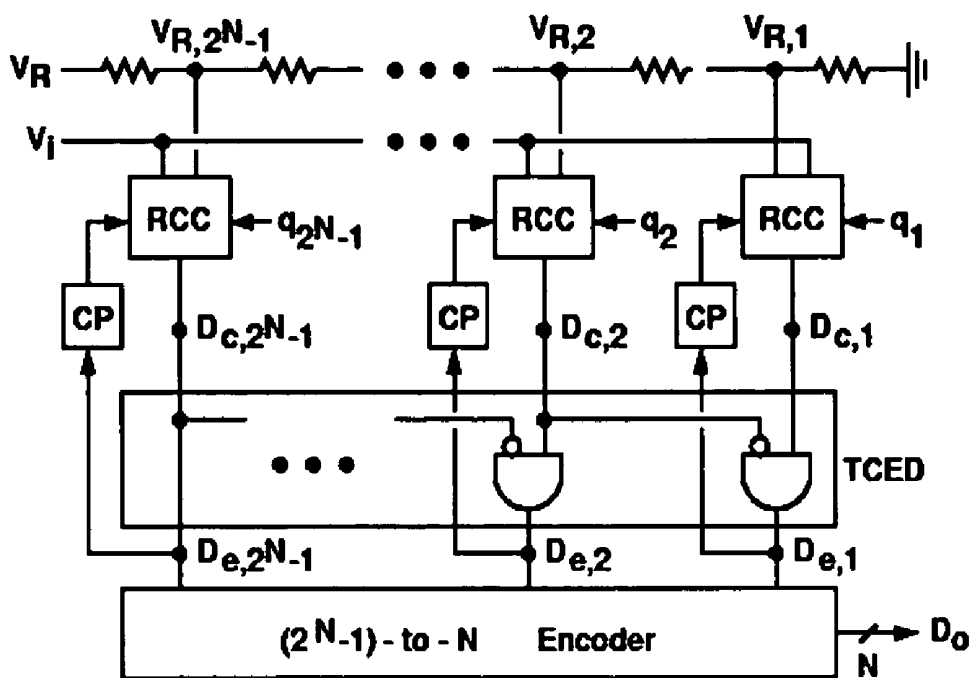 V_R, 2^N-1 V_R,2 V_R,1
V_R
V_i
RCC q_2^N-1 RCC q_2 RCC q_1
CP D_c,2^N-1 CP D_c,2 CP D_c,1
TCED
D_e,2^N-1 D_e,2 D_e,1
(2^N-1) - to - N Encoder D_o
N